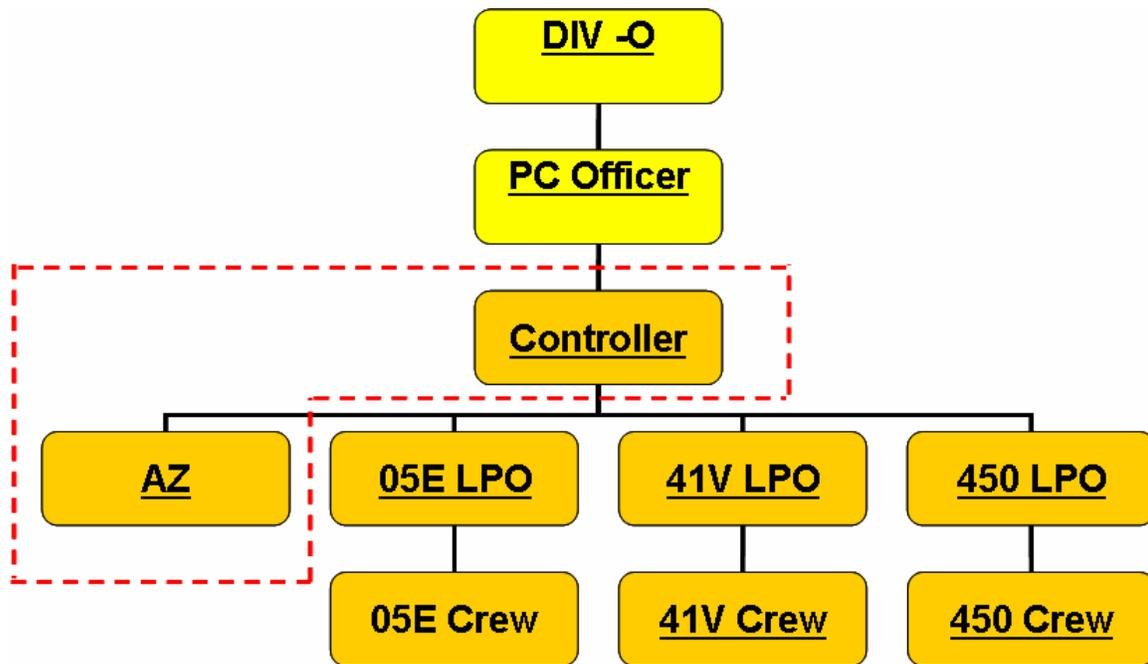 DIV -O
PC Officer
Controller
AZ
05E LPO
41V LPO
450 LPO
05E Crew
41V Crew
450 Crew